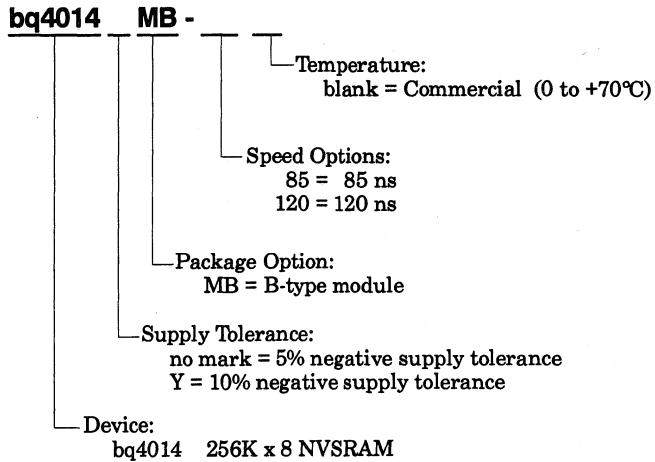 bq4014 MB -
Temperature:
blank = Commercial (0 to +70°C)
Speed Options:
85 = 85 ns
120 = 120 ns
Package Option:
MB = B-type module
Supply Tolerance:
no mark = 5% negative supply tolerance
Y = 10% negative supply tolerance
Device:
bq4014 256K x 8 NVSRAM